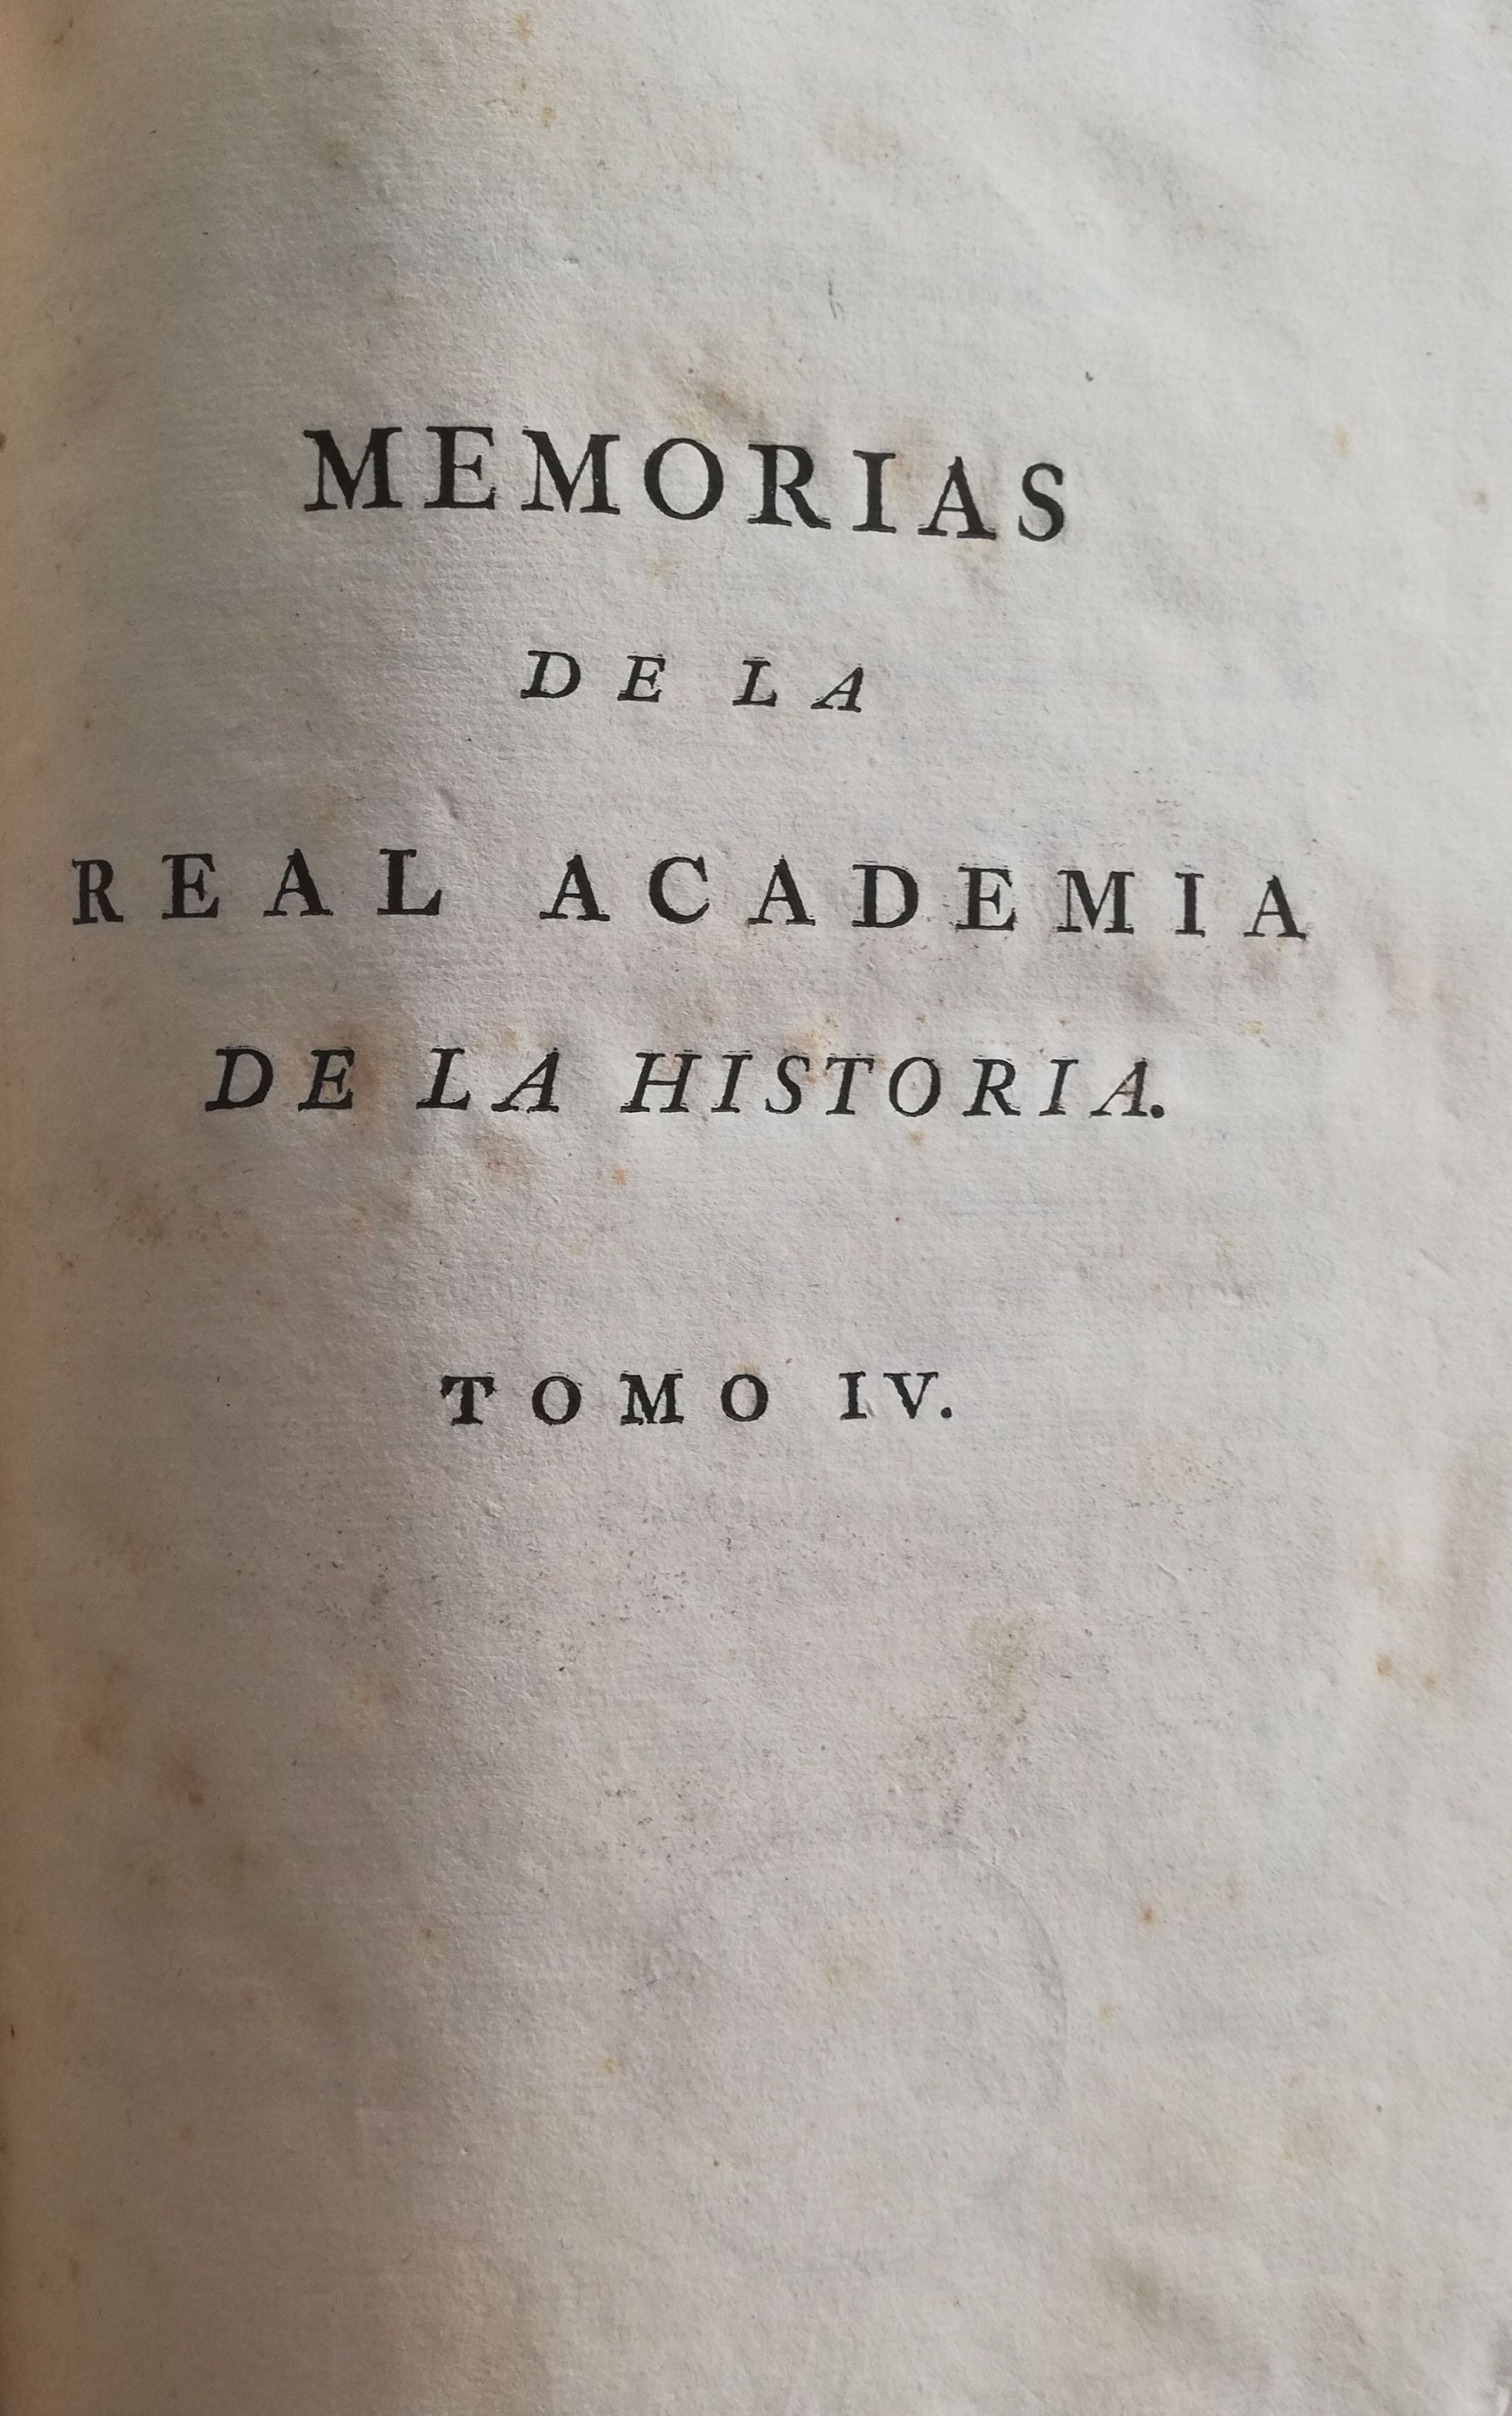 MEMORIAS
DE LA
REAL ACADEMIA
DE LA HISTORIA.
TOMO IV.